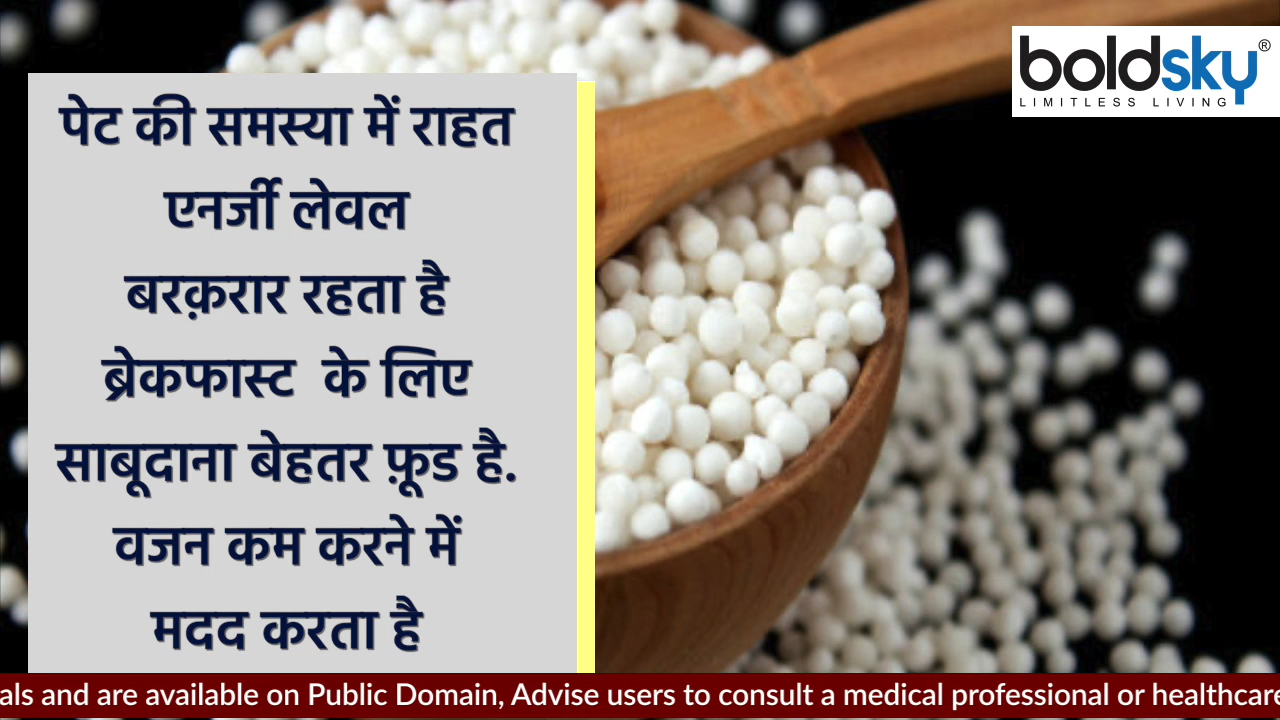 boldsky®
LIMITLESS LIVING
पेट की समस्या में राहत
एनर्जी लेवल
बरक़रार रहता है
ब्रेकफास्ट के लिए
साबूदाना बेहतर फ़ूड है.
वजन कम करने में
मदद करता है
als and are available on Public Domain, Advise users to consult a medical professional or healthcare